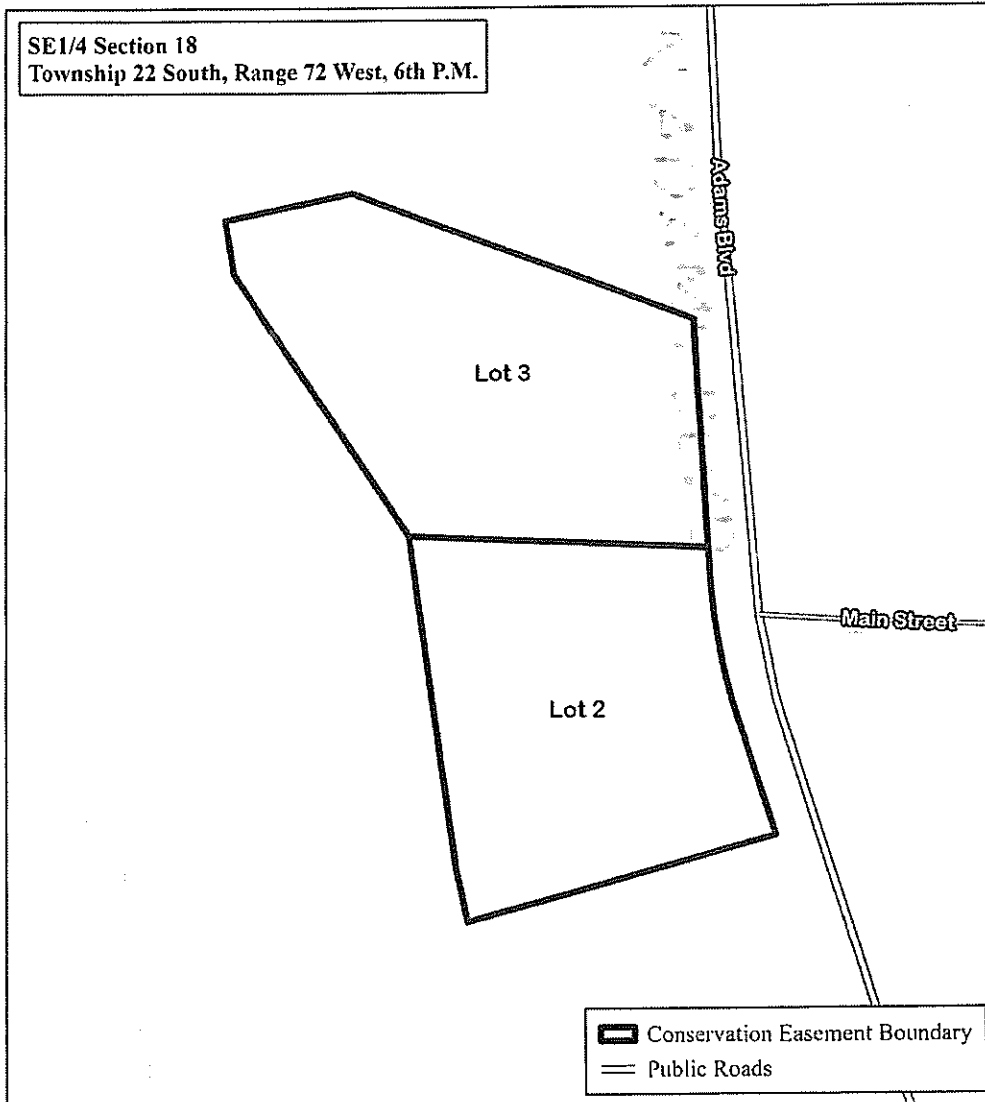 SE1/4 Section 18
Township 22 South, Range 72 West, 6th P.M.
Adams Blvd
Lot 3
Main Street
Lot 2
Conservation Easement Boundary
Public Roads